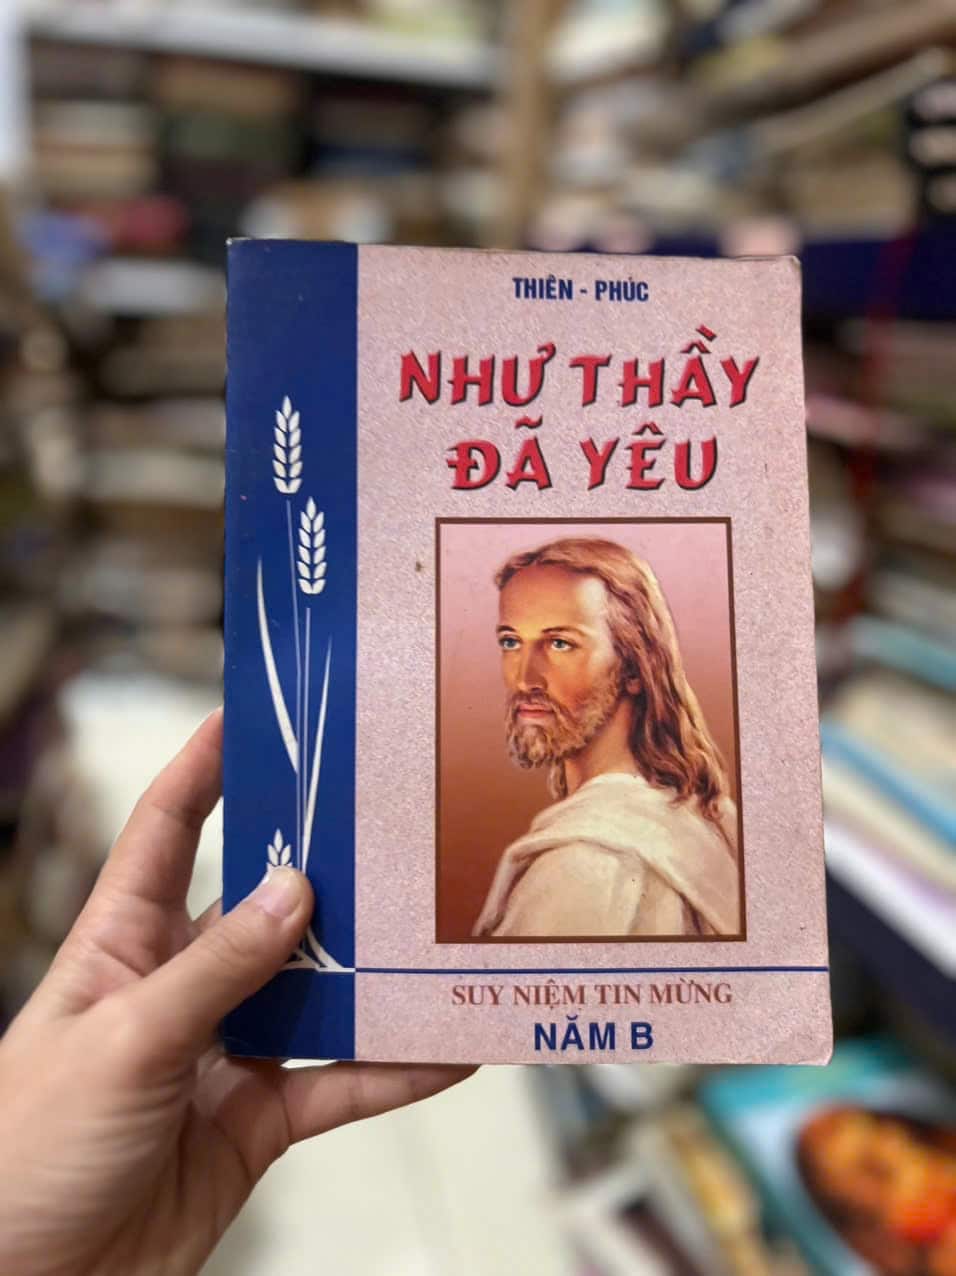 THIÊN - PHÚC
NHƯ THẦY
ĐÃ YÊU
SUY NIỆM TIN MỪNG
NĂM B